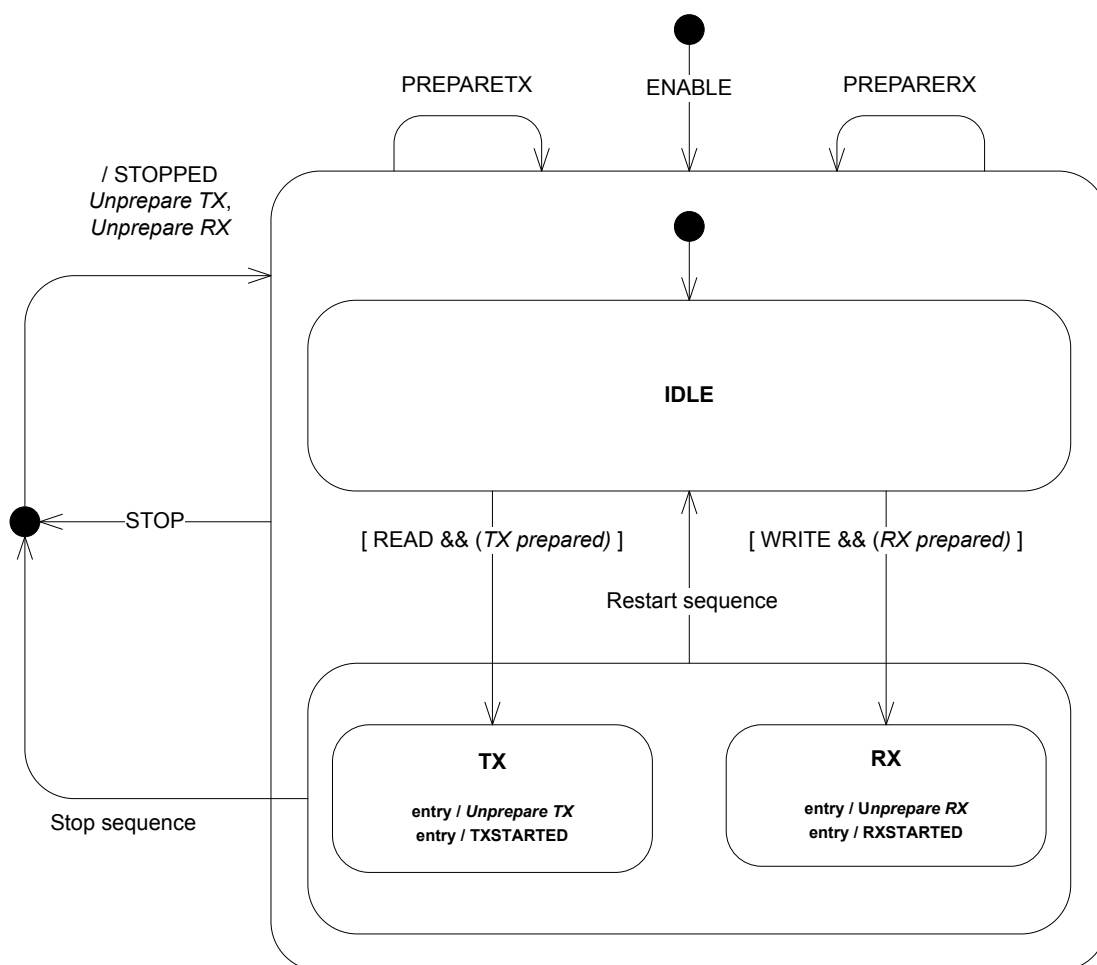 PREPARETX
ENABLE
PREPARERX
/ STOPPED
Unprepare TX,
Unprepare RX
IDLE
STOP
[ READ && (TX prepared) ]
[ WRITE && (RX prepared) ]
Restart sequence
TX
entry / Unprepare TX
entry / TXSTARTED
RX
entry / Unprepare RX
entry / RXSTARTED
Stop sequence